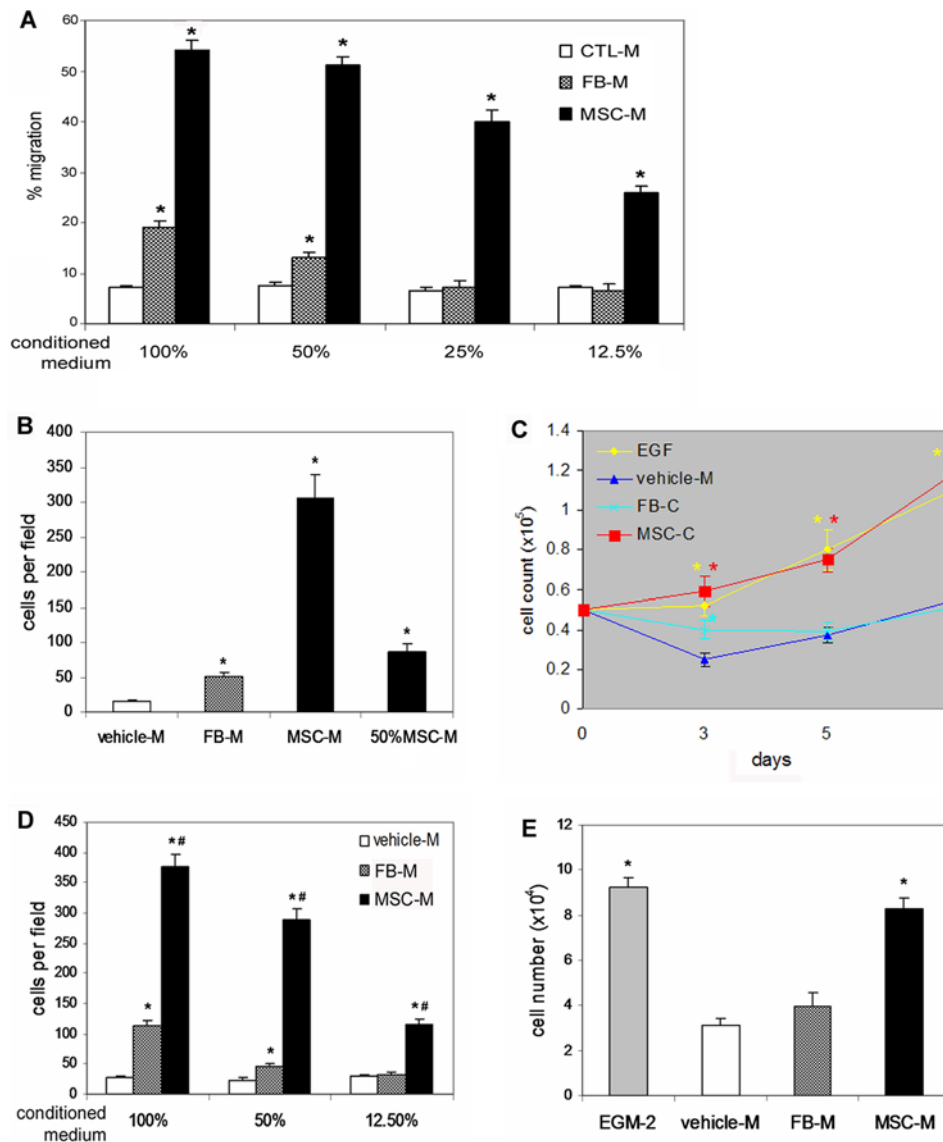 A
60
50
40
30
20
10
0
% migration
CTL-M
FB-M
MSC-M
* * * * * *
conditioned medium
100% 50% 25% 12.5%
B
400
350
300
250
200
150
100
50
0
cells per field
* * *
vehicle-M FB-M MSC-M 50%MSC-M
C
1.4
1.2
1
0.8
0.6
0.4
0.2
0
cell count (x10⁵)
EGF
vehicle-M
FB-C
MSC-C
* * * * * *
0 3 5
days
D
450
400
350
300
250
200
150
100
50
0
cells per field
vehicle-M
FB-M
MSC-M
* *# * *# *#
conditioned medium
100% 50% 12.50%
E
12
10
8
6
4
2
0
cell number (x10⁴)
* *
EGM-2 vehicle-M FB-M MSC-M